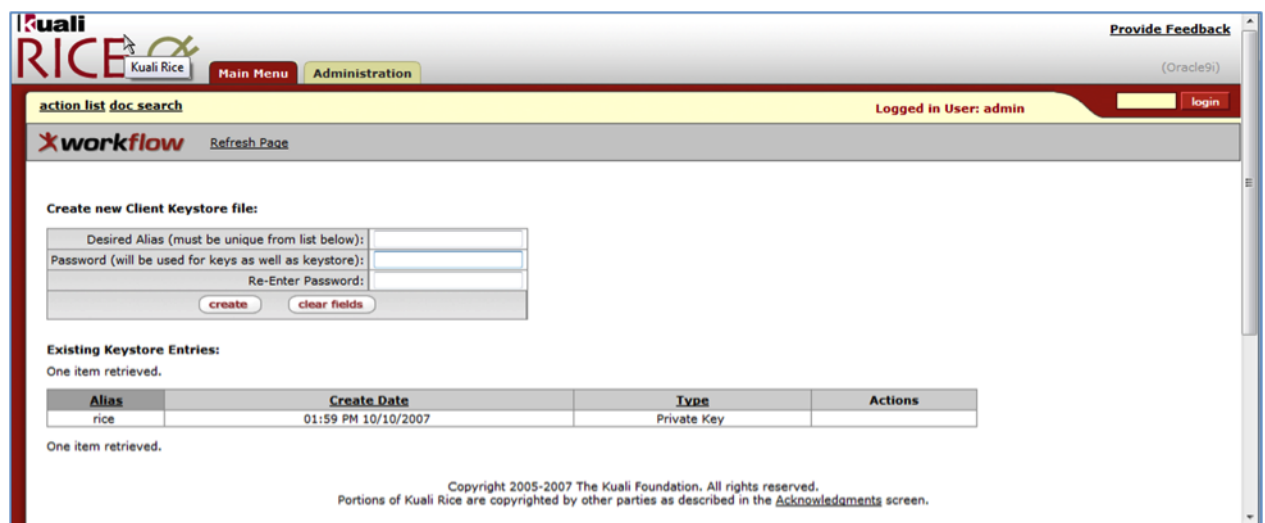 Kuali
RICE
Kuali Rice
Main Menu
Administration
Provide Feedback
(Oracle9i)
action list doc search
Logged in User: admin
login
workflow
Refresh Page
Create new Client Keystore file:
Desired Alias (must be unique from list below):
Password (will be used for keys as well as keystore):
Re-Enter Password:
create clear fields
Existing Keystore Entries:
One item retrieved.
Alias Create Date Type Actions
rice 01:59 PM 10/10/2007 Private Key
One item retrieved.
Copyright 2005-2007 The Kuali Foundation. All rights reserved.
Portions of Kuali Rice are copyrighted by other parties as described in the Acknowledgments screen.